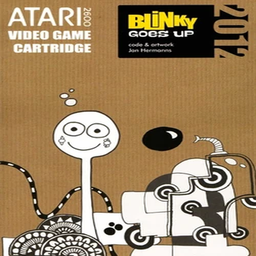 ATARI 2600
VIDEO GAME
CARTRIDGE
BLiNKY
GOES UP
code & artwork
Jan Hermanns
2012